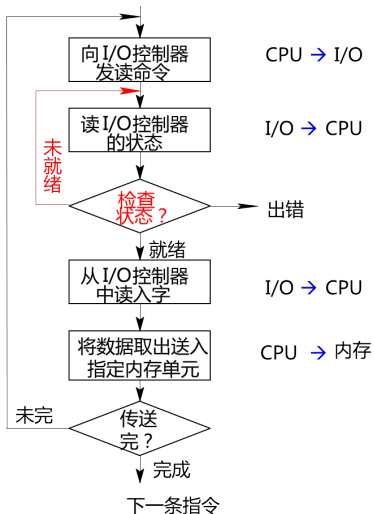 向I/O控制器
发读命令
CPU → I/O
读I/O控制器
的状态
I/O → CPU
未
就
绪
检查
状态？
出错
就绪
从I/O控制器
中读入字
I/O → CPU
将数据取出送入
指定内存单元
CPU → 内存
未完
传送
完？
完成
下一条指令